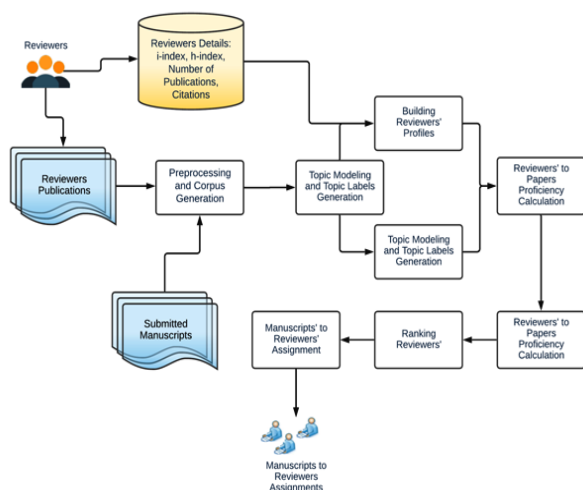 Reviewers
Reviewers Details:
i-index, h-index,
Number of
Publications,
Citations
Building
Reviewers'
Profiles
Reviewers
Publications
Preprocessing
and Corpus
Generation
Topic Modeling
and Topic Labels
Generation
Reviewers' to
Papers
Proficiency
Calculation
Topic Modeling
and Topic Labels
Generation
Submitted
Manuscripts
Manuscripts' to
Reviewers'
Assignment
Ranking
Reviewers'
Reviewers' to
Papers
Proficiency
Calculation
Manuscripts to
Reviewers
Assignments